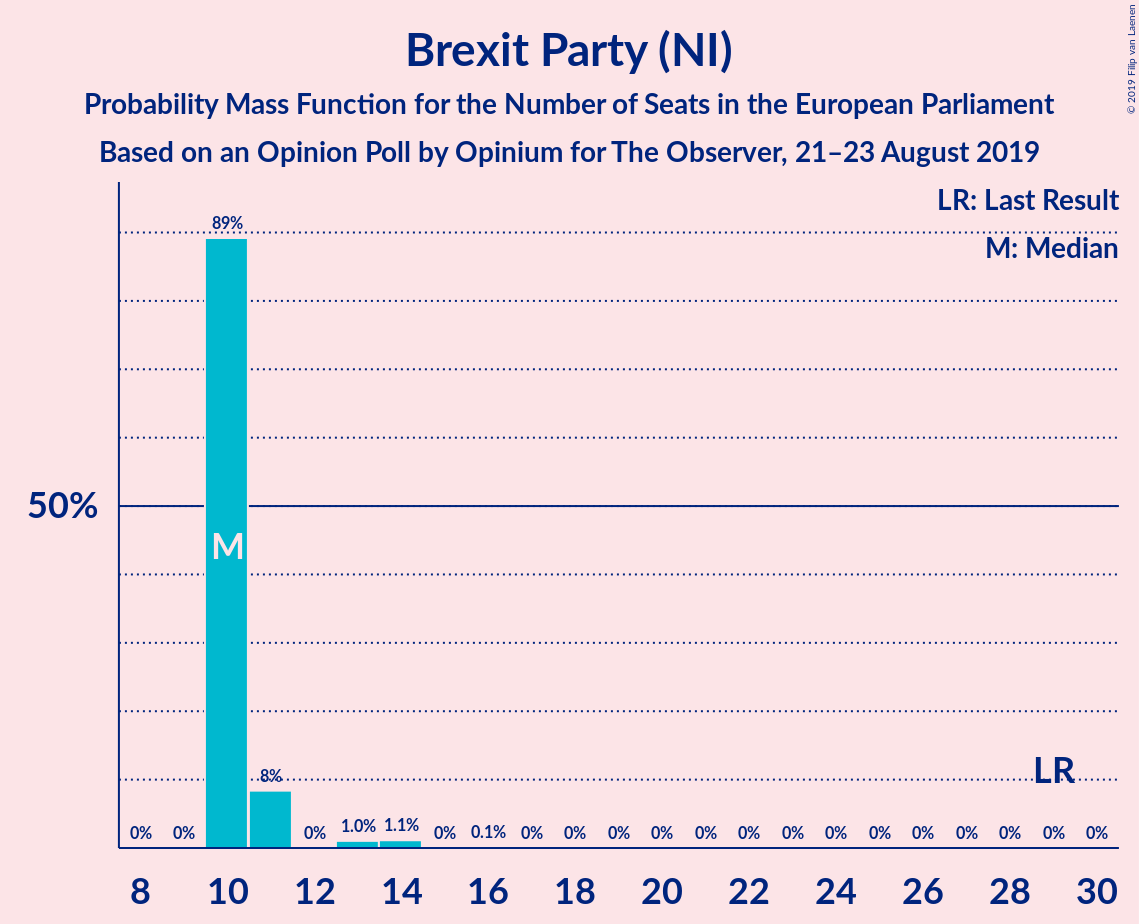 Brexit Party (NI)
Probability Mass Function for the Number of Seats in the European Parliament
Based on an Opinion Poll by Opinium for The Observer, 21–23 August 2019
© 2019 Filip van Laenen
LR: Last Result
M: Median
89%
50%
M
LR
8%
0% 0% 0% 1.0% 1.1% 0% 0.1% 0% 0% 0% 0% 0% 0% 0% 0% 0% 0% 0% 0% 0% 0%
8 10 12 14 16 18 20 22 24 26 28 30